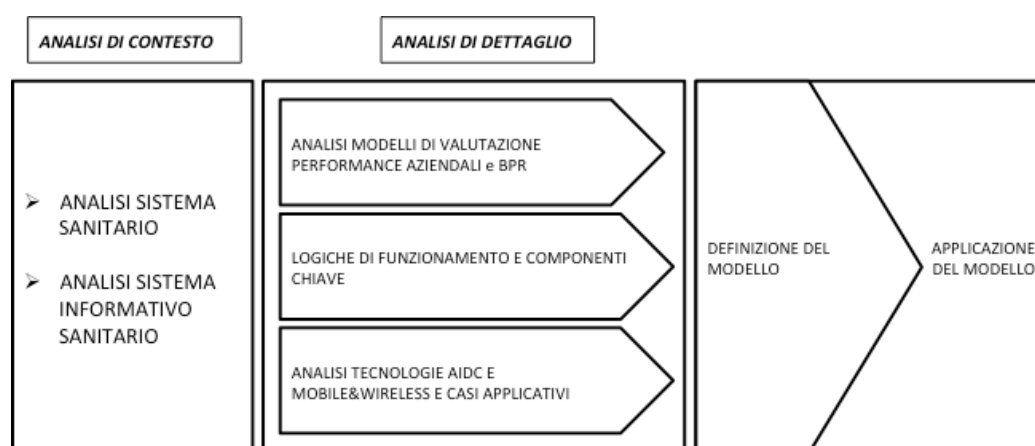 ANALISI DI CONTESTO
ANALISI DI DETTAGLIO
ANALISI SISTEMA
SANITARIO
ANALISI SISTEMA
INFORMATIVO
SANITARIO
ANALISI MODELLI DI VALUTAZIONE
PERFORMANCE AZIENDALI e BPR
LOGICHE DI FUNZIONAMENTO E COMPONENTI
CHIAVE
ANALISI TECNOLOGIE AIDC E
MOBILE&WIRELESS E CASI APPLICATIVI
DEFINIZIONE DEL
MODELLO
APPLICAZIONE
DEL MODELLO